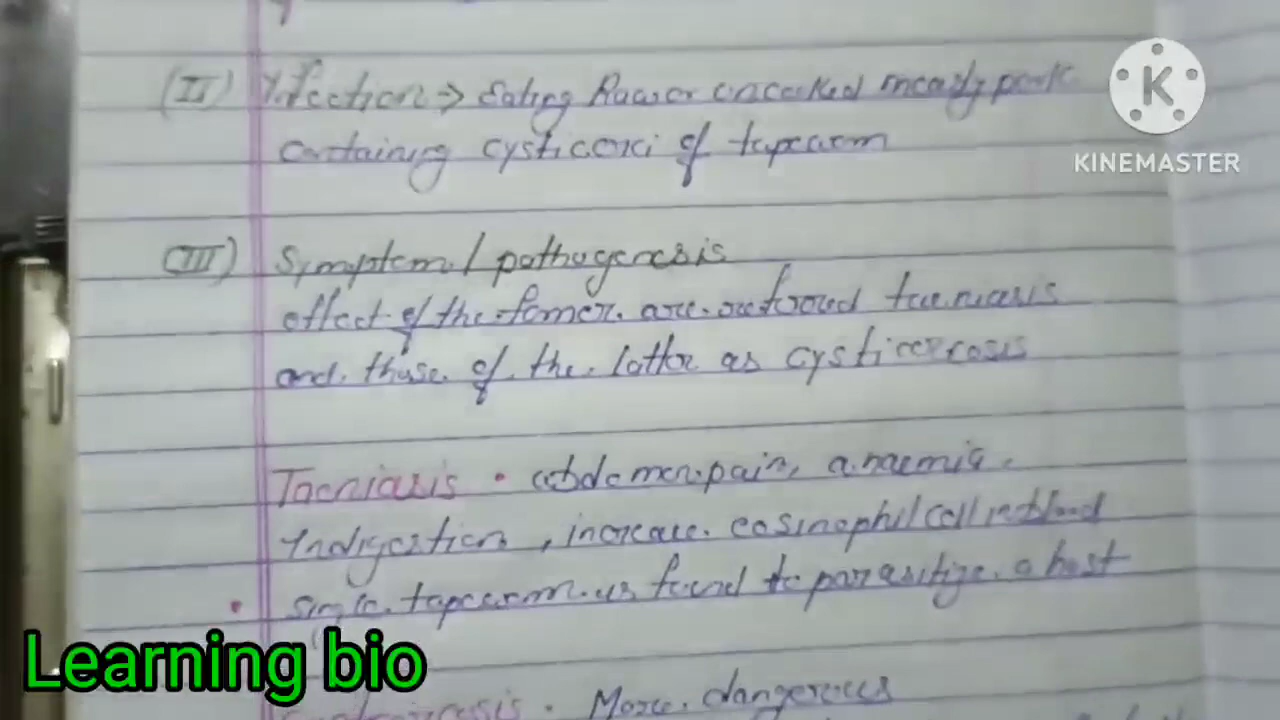 (II) Infection → Eating Raw or uncooked measly pork
containing cysticerci of tapeworm
KINEMASTER
(III) Symptom / pathogenesis
effect of the former are referred taeniasis
and those of the latter as cysticercosis
Taeniasis • abdomen pain, anaemia.
Indigestion, increase eosinophil cell in blood
• Single tapeworm is found to parasitize a host
Learning bio
• More dangerous